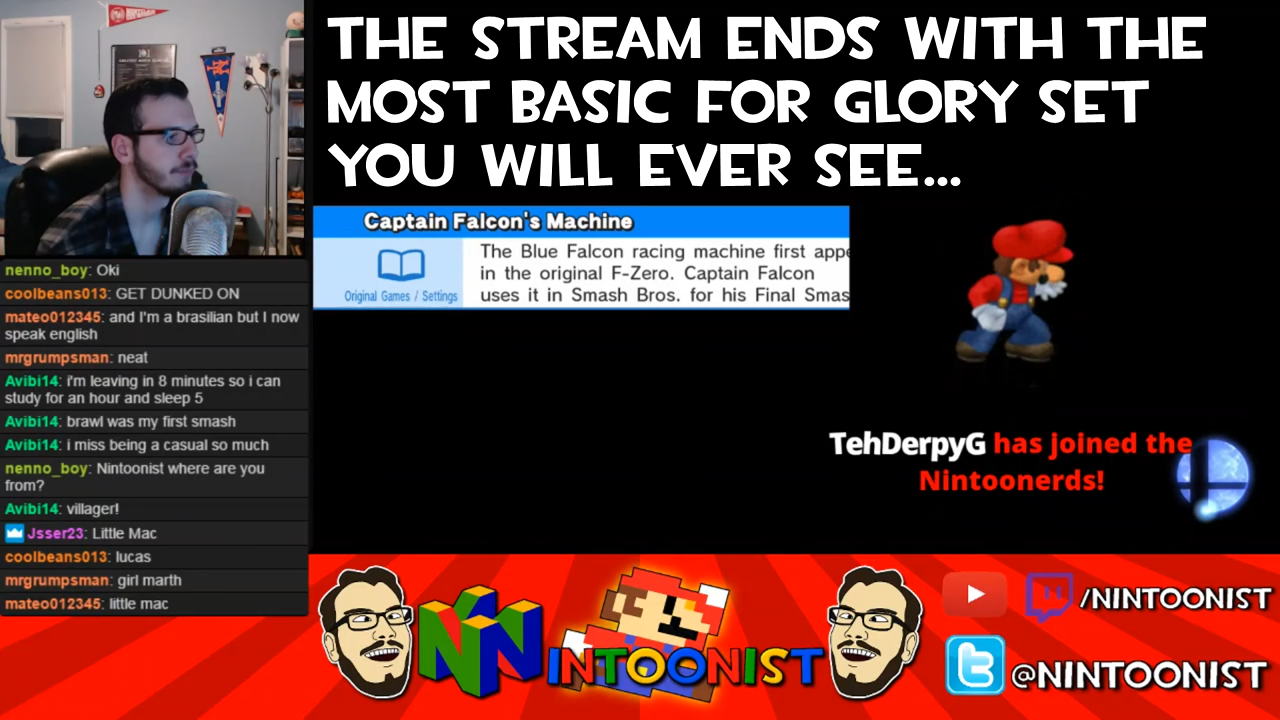 THE STREAM ENDS WITH THE
MOST BASIC FOR GLORY SET
YOU WILL EVER SEE...
Captain Falcon's Machine
Original Games / Settings
The Blue Falcon racing machine first appe
in the original F-Zero. Captain Falcon
uses it in Smash Bros. for his Final Smas
nenno_boy: Oki
coolbeans013: GET DUNKED ON
mateo012345: and I'm a brasilian but I now
speak english
mrgrumpsman: neat
Avibi14: i'm leaving in 8 minutes so i can
study for an hour and sleep 5
Avibi14: brawl was my first smash
Avibi14: i miss being a casual so much
nenno_boy: Nintoonist where are you
from?
Avibi14: villager!
Jsser23: Little Mac
coolbeans013: lucas
mrgrumpsman: girl marth
mateo012345: little mac
TehDerpyG has joined the
Nintoonerds!
NINTOONIST
/NINTOONIST
@NINTOONIST